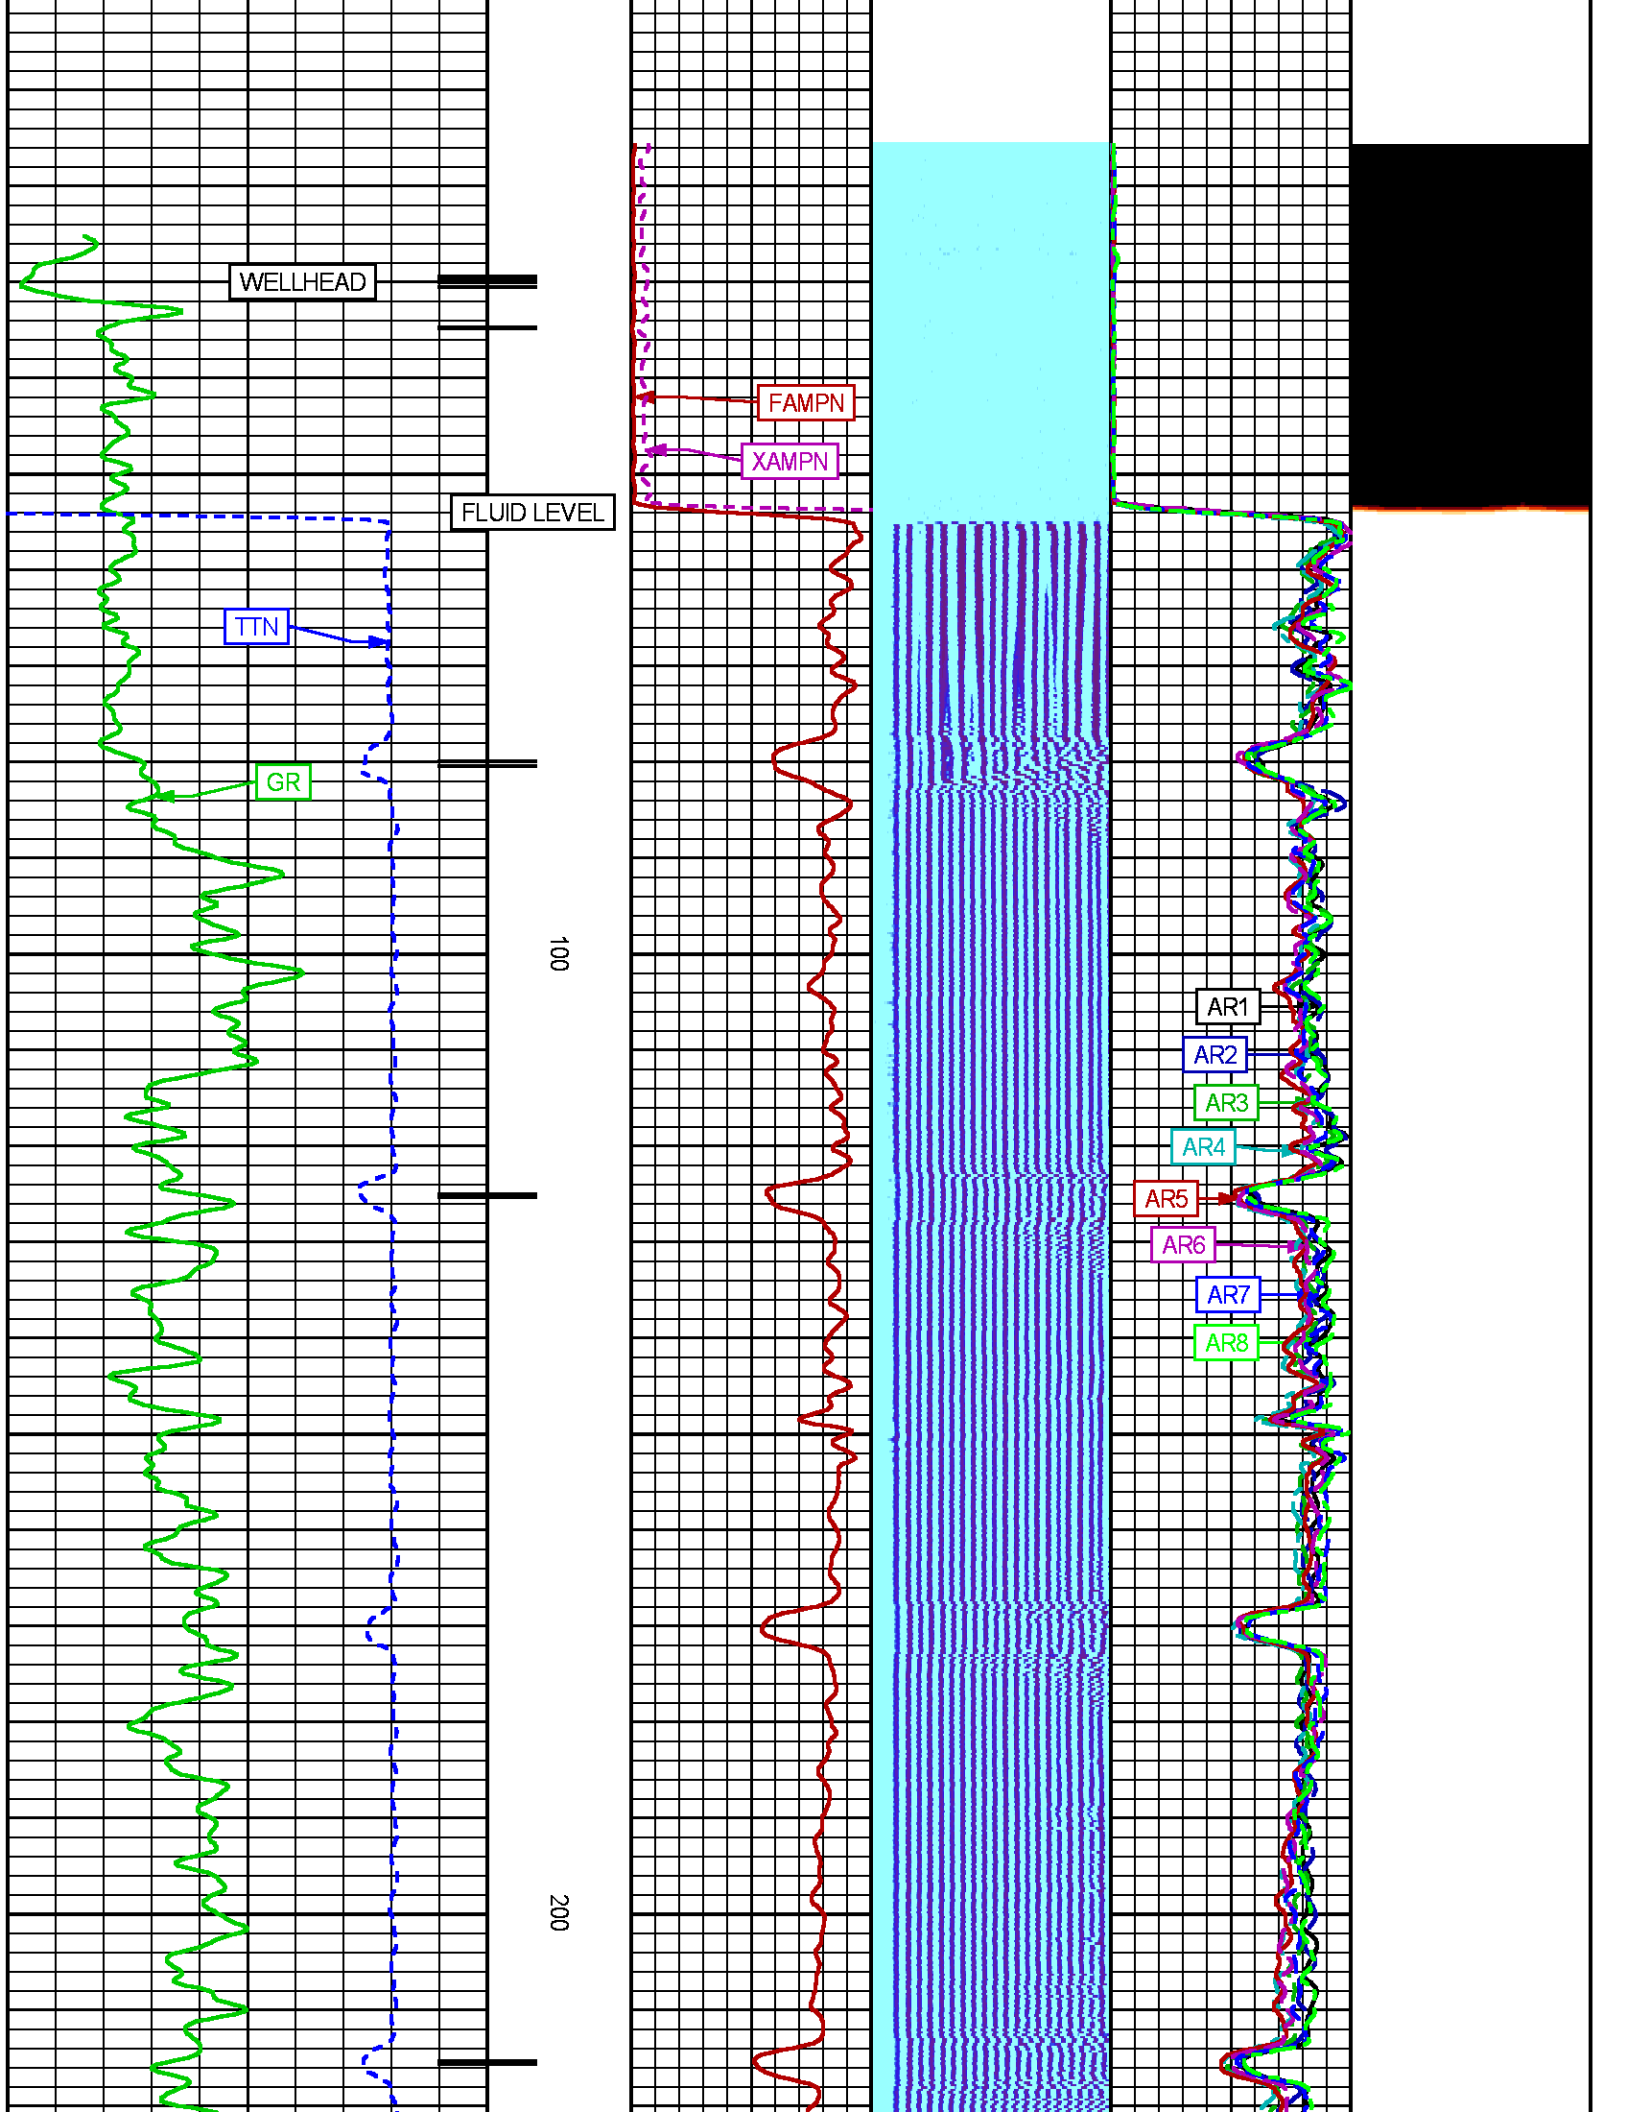 WELLHEAD
FAMPN
XAMPN
FLUID LEVEL
TTN
GR
100
AR1
AR2
AR3
AR4
AR5
AR6
AR7
AR8
200